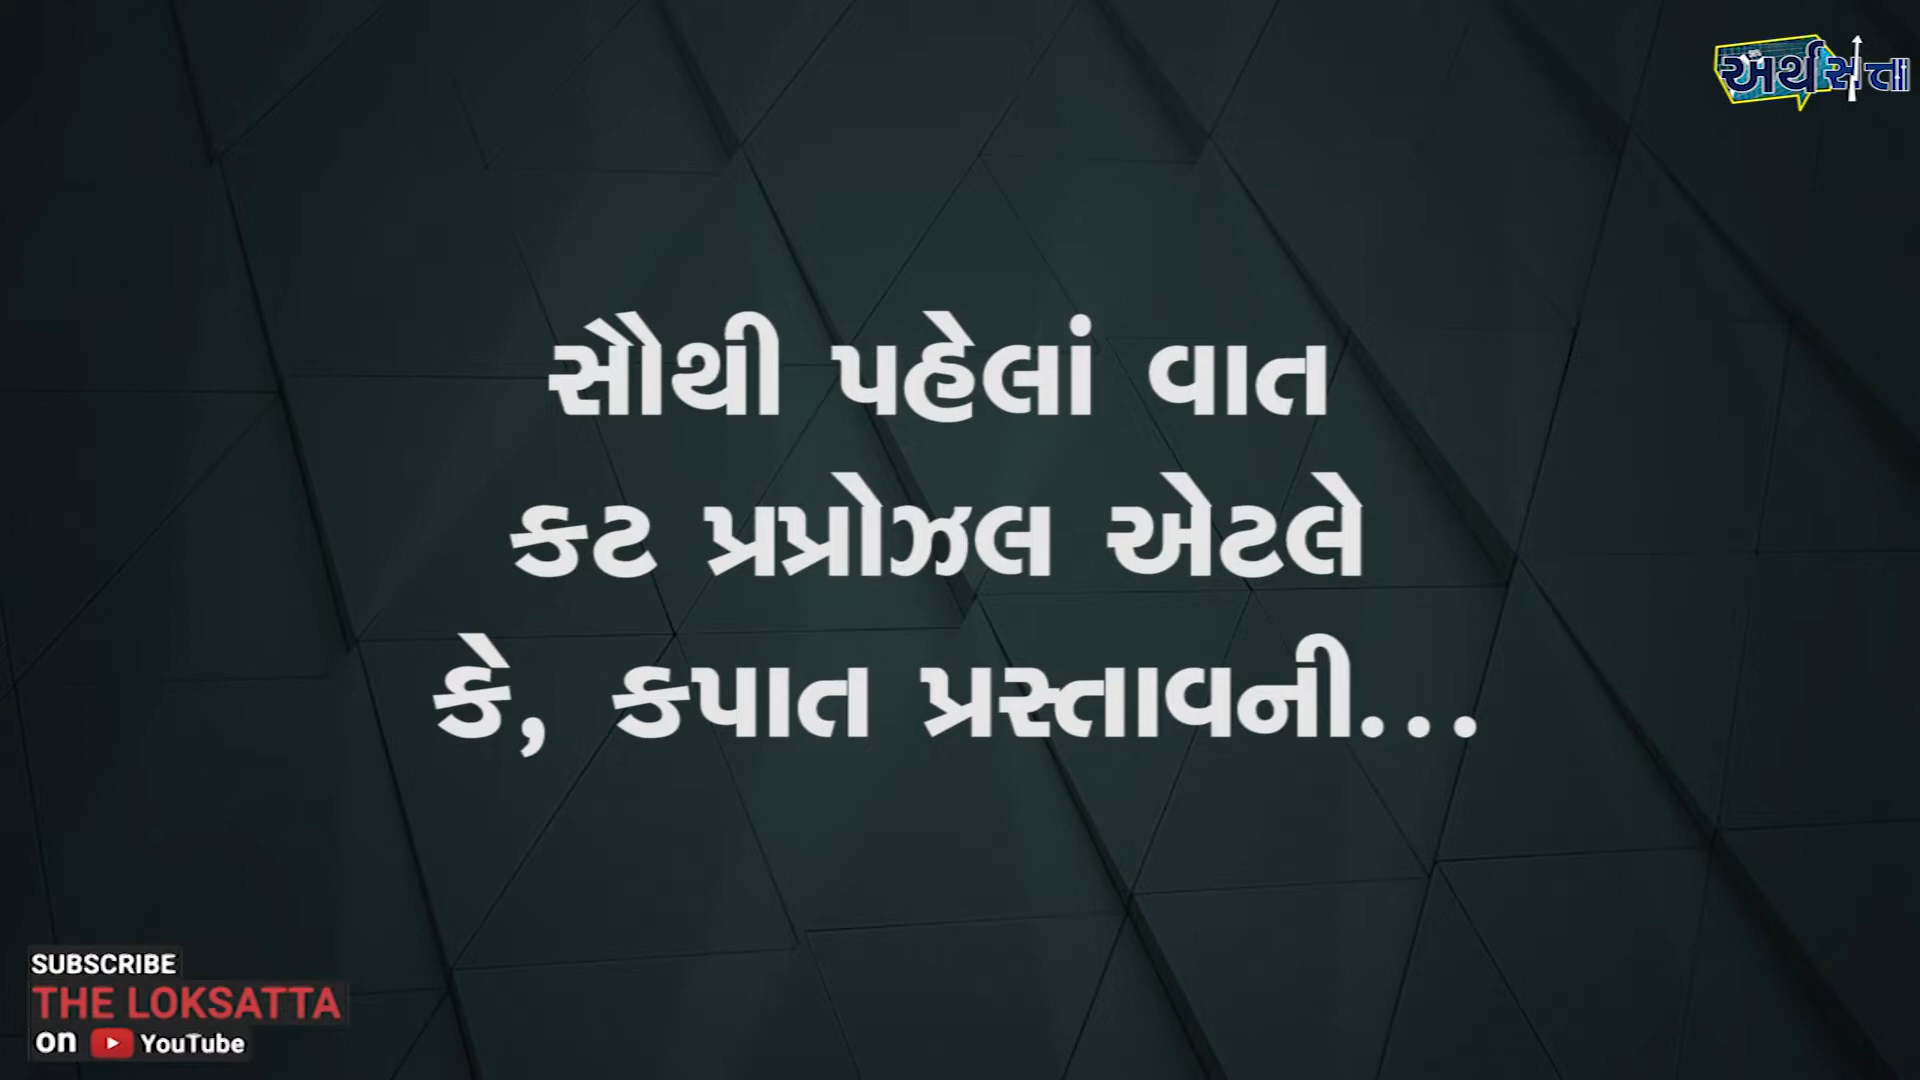 અર્થસત્તા
સૌથી પહેલાં વાત
કટ પ્રપ્રોઝલ એટલે
કે, કપાત પ્રસ્તાવની...
SUBSCRIBE
THE LOKSATTA
on YouTube